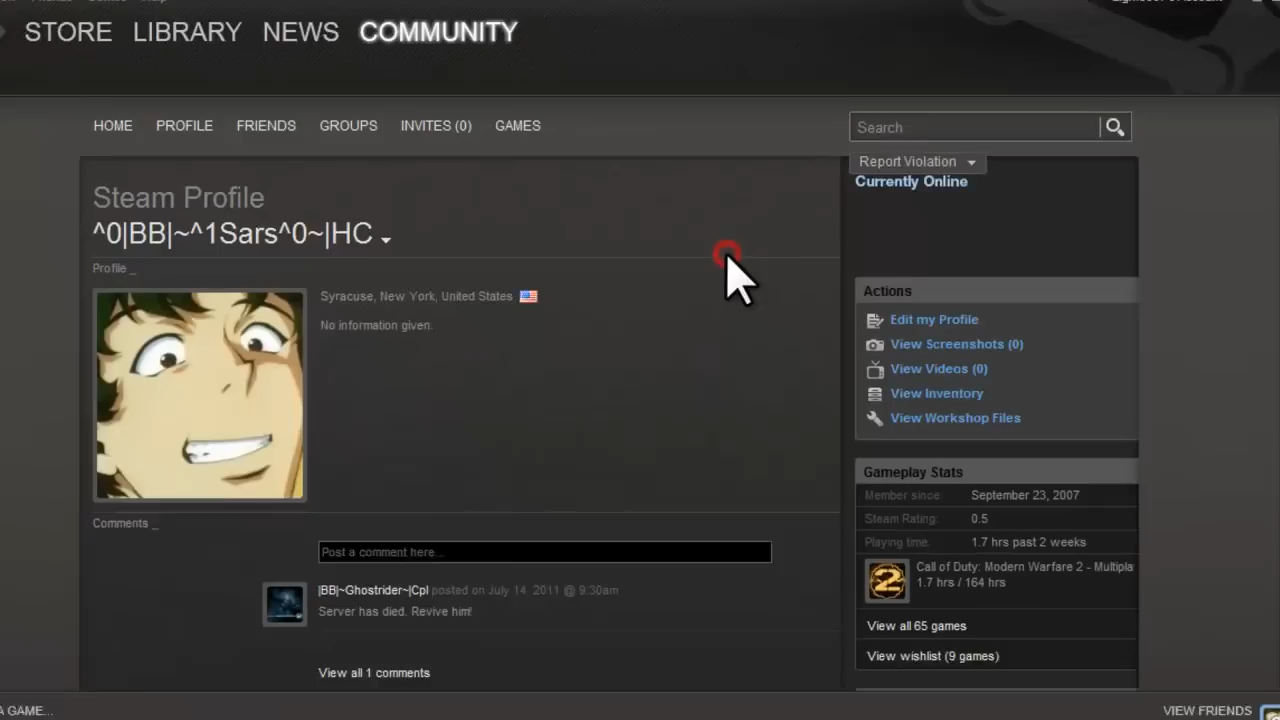 STORE LIBRARY NEWS COMMUNITY
HOME PROFILE FRIENDS GROUPS INVITES (0) GAMES
Search
Report Violation
Currently Online
Steam Profile
^0|BB|~^1Sars^0~|HC
Profile _
Syracuse, New York, United States
No information given.
Actions
Edit my Profile
View Screenshots (0)
View Videos (0)
View Inventory
View Workshop Files
Gameplay Stats
Member since: September 23, 2007
Steam Rating: 0.5
Playing time: 1.7 hrs past 2 weeks
Call of Duty: Modern Warfare 2 - Multipla
1.7 hrs / 164 hrs
View all 65 games
View wishlist (9 games)
Comments _
Post a comment here...
|BB|~Ghostrider~|Cpl posted on July 14, 2011 @ 9:30am
Server has died. Revive him!
View all 1 comments
A GAME...
VIEW FRIENDS